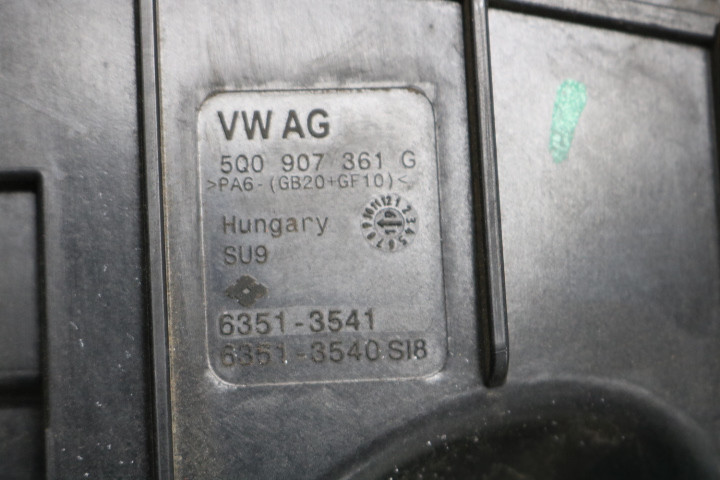 VW AG
5Q0 907 361 G
>PA6-(GB20+GF10)<
Hungary
SU9
6351-3541
6351-3540 SI8